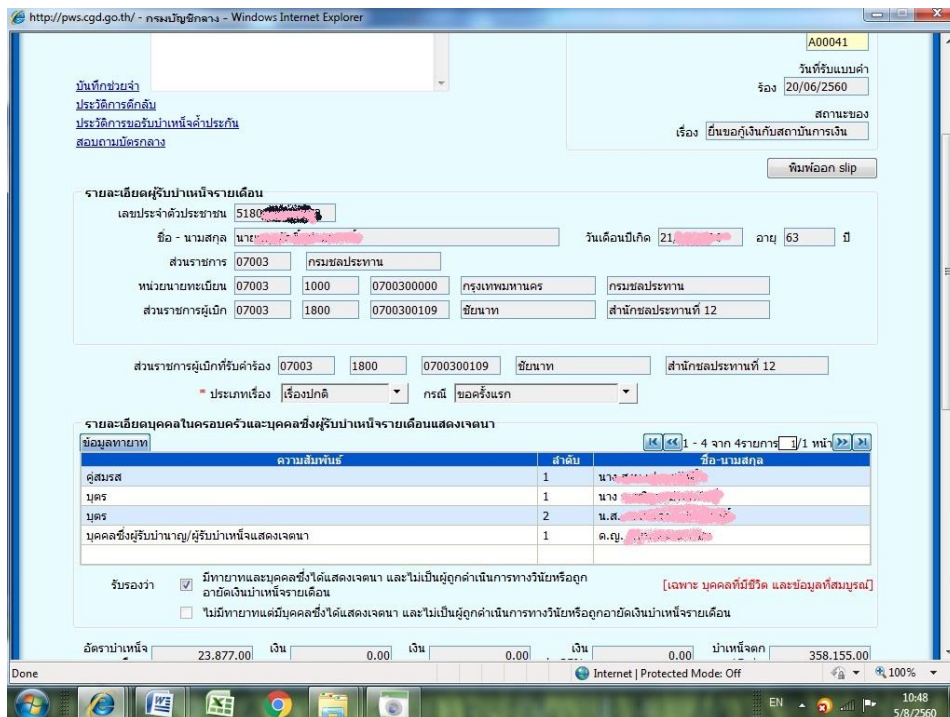 http://pws.cgd.go.th/ - กรมบัญชีกลาง - Windows Internet Explorer
A00041
วันที่รับแบบคำ
บันทึกช่วยจำ
ร้อง 20/06/2560
ประวัติการตีกลับ
สถานะของ
ประวัติการขอรับบำเหน็จค้ำประกัน
เรื่อง ยื่นขอกู้เงินกับสถาบันการเงิน
สอบถามบัตรกลาง
พิมพ์ออก slip
รายละเอียดผู้รับบำเหน็จรายเดือน
เลขประจำตัวประชาชน 5180
ชื่อ - นามสกุล นาย วันเดือนปีเกิด 21/ อายุ 63 ปี
ส่วนราชการ 07003 กรมชลประทาน
หน่วยนายทะเบียน 07003 1000 0700300000 กรุงเทพมหานคร กรมชลประทาน
ส่วนราชการผู้เบิก 07003 1800 0700300109 ชัยนาท สำนักชลประทานที่ 12
ส่วนราชการผู้เบิกที่รับคำร้อง 07003 1800 0700300109 ชัยนาท สำนักชลประทานที่ 12
* ประเภทเรื่อง เรื่องปกติ กรณี ขอครั้งแรก
รายละเอียดบุคคลในครอบครัวและบุคคลซึ่งผู้รับบำเหน็จรายเดือนแสดงเจตนา
ข้อมูลทายาท 1 - 4 จาก 4รายการ 1/1 หน้า
ความสัมพันธ์ ลำดับ ชื่อ-นามสกุล
คู่สมรส 1 นาง
บุตร 1 นาง
บุตร 2 น.ส.
บุคคลซึ่งผู้รับบำนาญ/ผู้รับบำเหน็จแสดงเจตนา 1 ด.ญ.
รับรองว่า มีทายาทและบุคคลซึ่งได้แสดงเจตนา และไม่เป็นผู้ถูกดำเนินการทางวินัยหรือถูก
อายัดเงินบำเหน็จรายเดือน [เฉพาะ บุคคลที่มีชีวิต และข้อมูลที่สมบูรณ์]
ไม่มีทายาทแต่มีบุคคลซึ่งได้แสดงเจตนา และไม่เป็นผู้ถูกดำเนินการทางวินัยหรือถูกอายัดเงินบำเหน็จรายเดือน
อัตราบำเหน็จ เงิน เงิน เงิน บำเหน็จตก
23,877.00 0.00 0.00 0.00 358,155.00
Done Internet | Protected Mode: Off 100%
EN 10:48
5/8/2560